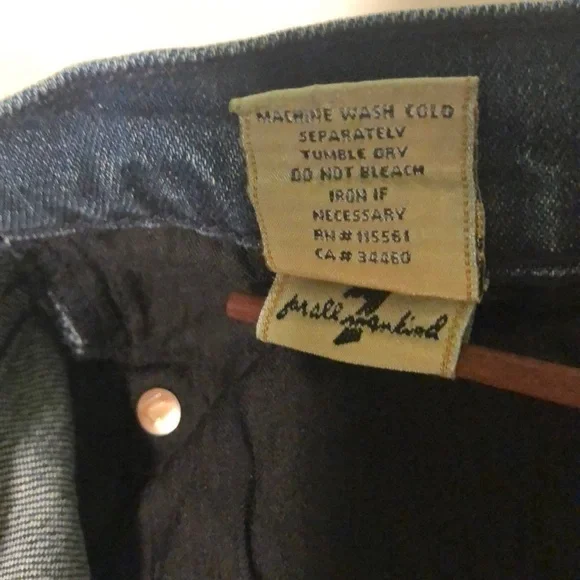 MACHINE WASH COLD
SEPARATELY
TUMBLE DRY
DO NOT BLEACH
IRON IF
NECESSARY
RN # 115561
CA # 34460
7
for all mankind